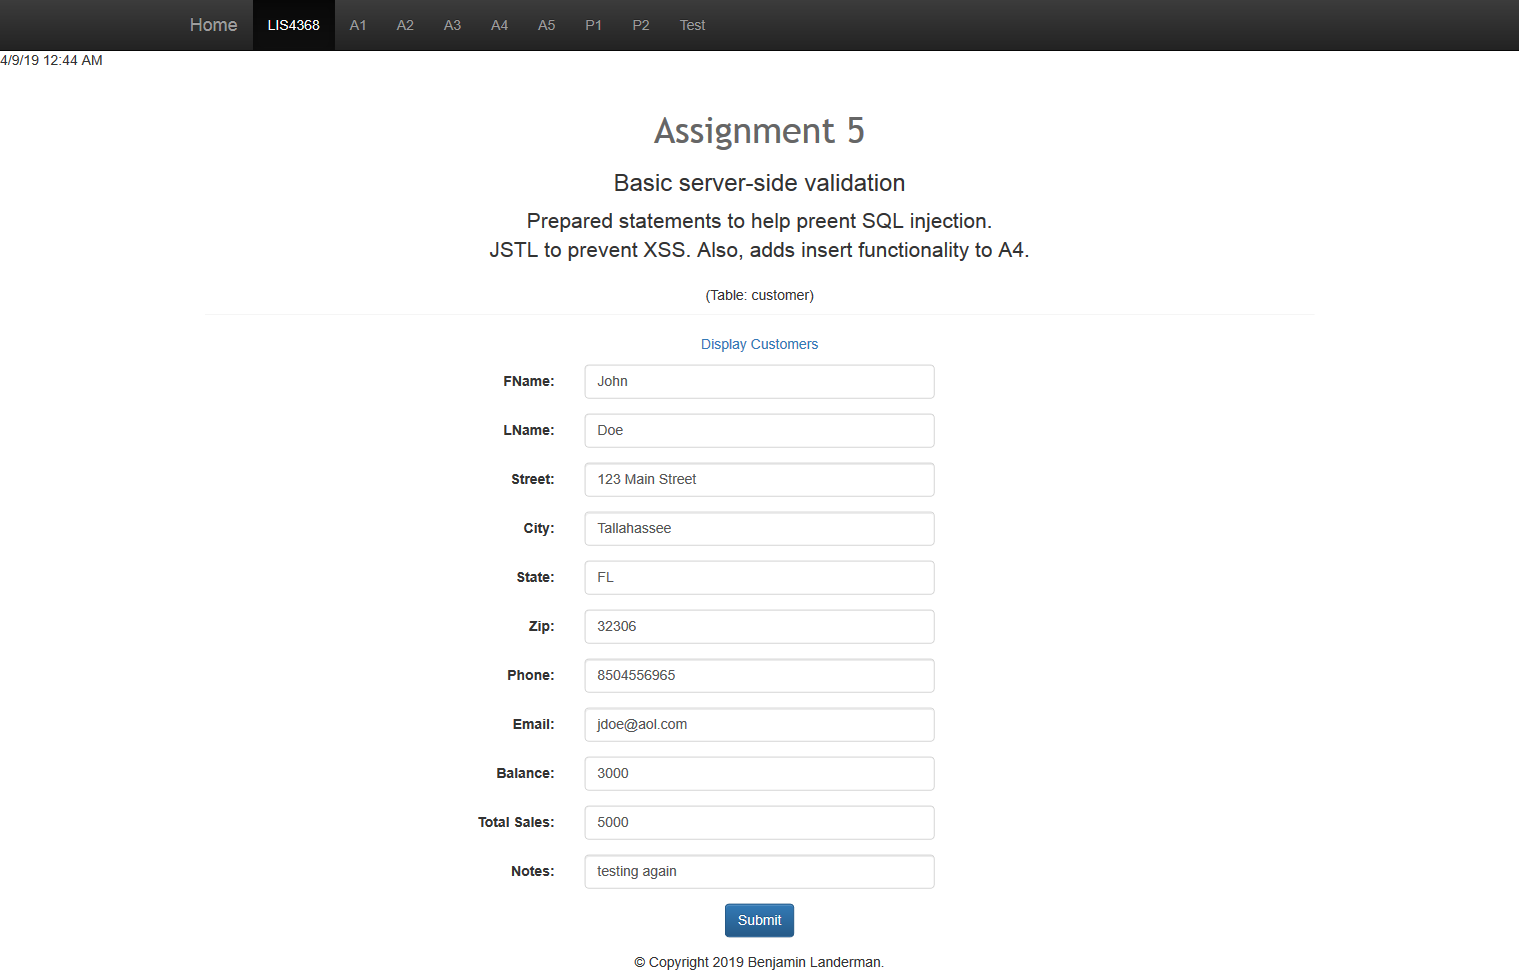 Home LIS4368 A1 A2 A3 A4 A5 P1 P2 Test
4/9/19 12:44 AM
Assignment 5
Basic server-side validation
Prepared statements to help preent SQL injection.
JSTL to prevent XSS. Also, adds insert functionality to A4.
(Table: customer)
Display Customers
FName: John
LName: Doe
Street: 123 Main Street
City: Tallahassee
State: FL
Zip: 32306
Phone: 8504556965
Email: jdoe@aol.com
Balance: 3000
Total Sales: 5000
Notes: testing again
Submit
© Copyright 2019 Benjamin Landerman.